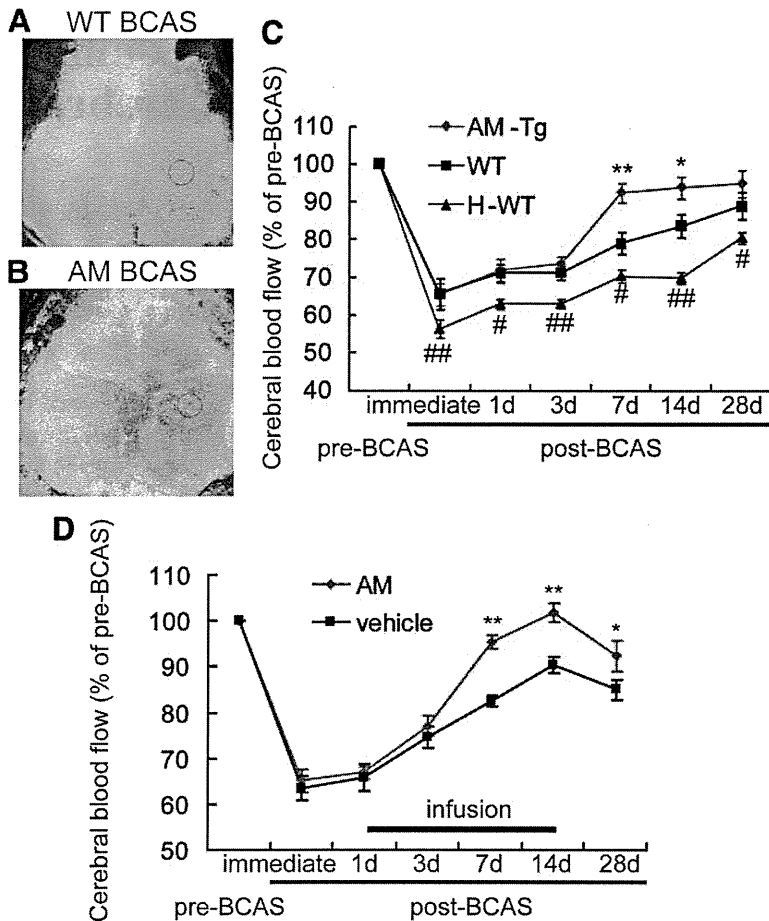 A WT BCAS
B AM BCAS
C
Cerebral blood flow (% of pre-BCAS)
110
100
90
80
70
60
50
40
AM -Tg
WT
H -WT
** *
## # ## # ## #
immediate 1d 3d 7d 14d 28d
pre-BCAS post-BCAS
D
Cerebral blood flow (% of pre-BCAS)
110
100
90
80
70
60
50
AM
vehicle
** ** *
infusion
immediate 1d 3d 7d 14d 28d
pre-BCAS post-BCAS